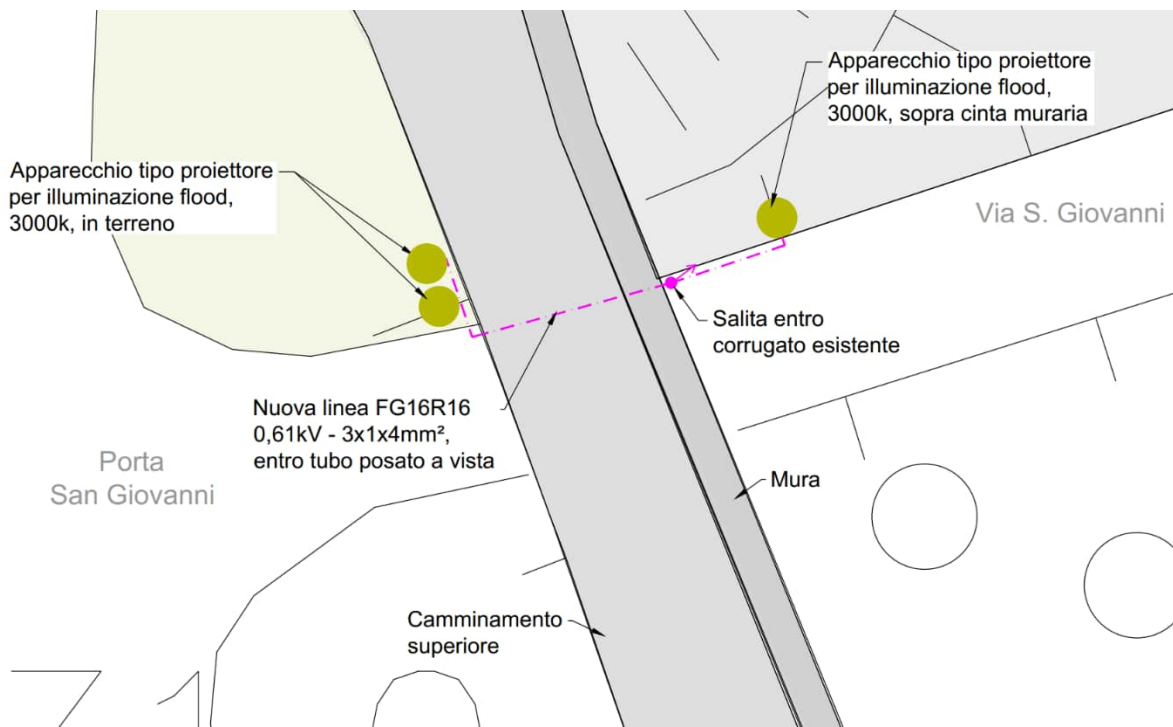 Apparecchio tipo proiettore
per illuminazione flood,
3000k, sopra cinta muraria
Apparecchio tipo proiettore
per illuminazione flood,
3000k, in terreno
Via S. Giovanni
Salita entro
corrugato esistente
Nuova linea FG16R16
0,61kV - 3x1x4mm²,
entro tubo posato a vista
Porta
San Giovanni
Mura
Camminamento
superiore